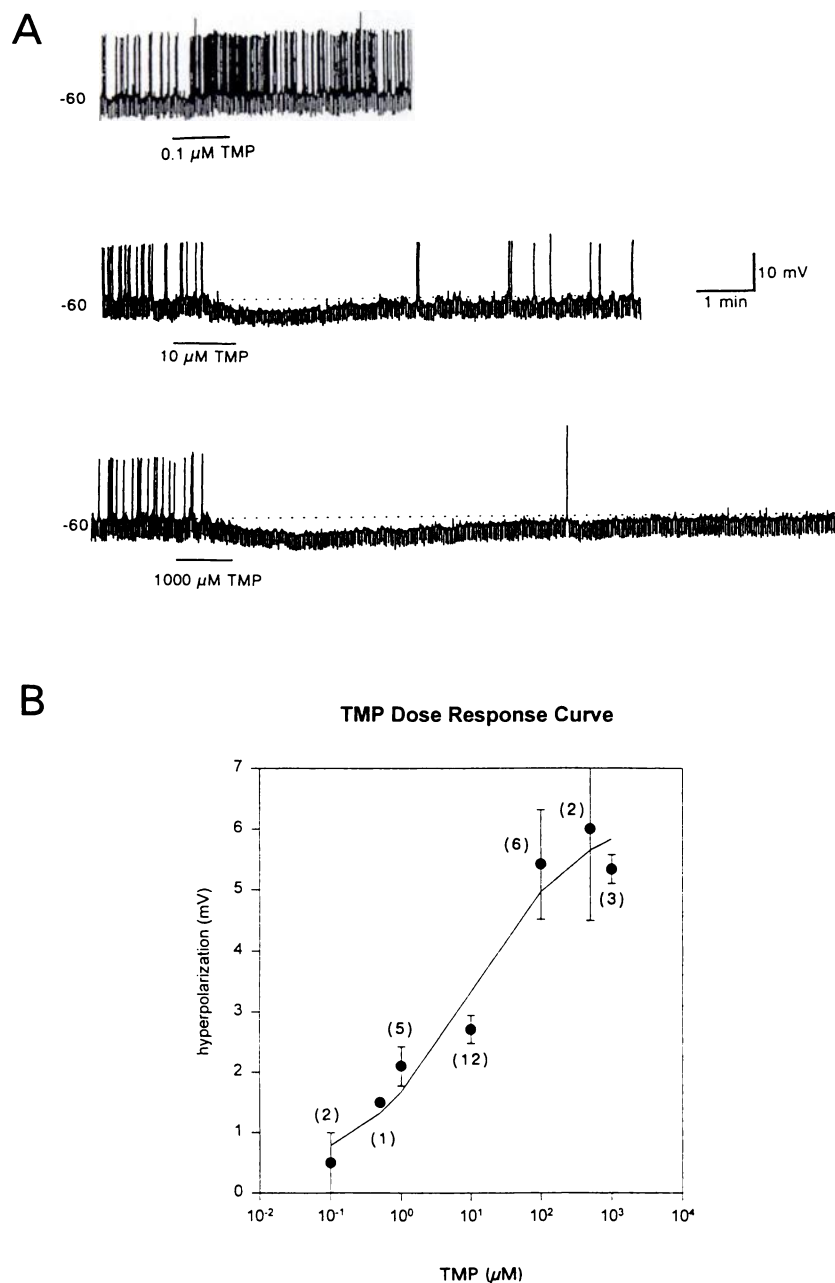 A
-60
0.1 µM TMP
-60
10 mV
1 min
10 µM TMP
-60
1000 µM TMP
B
TMP Dose Response Curve
7
6
5
4
3
2
1
0
hyperpolarization (mV)
(2)
(1)
(5)
(12)
(6)
(2)
(3)
10-2 10-1 100 101 102 103 104
TMP (µM)